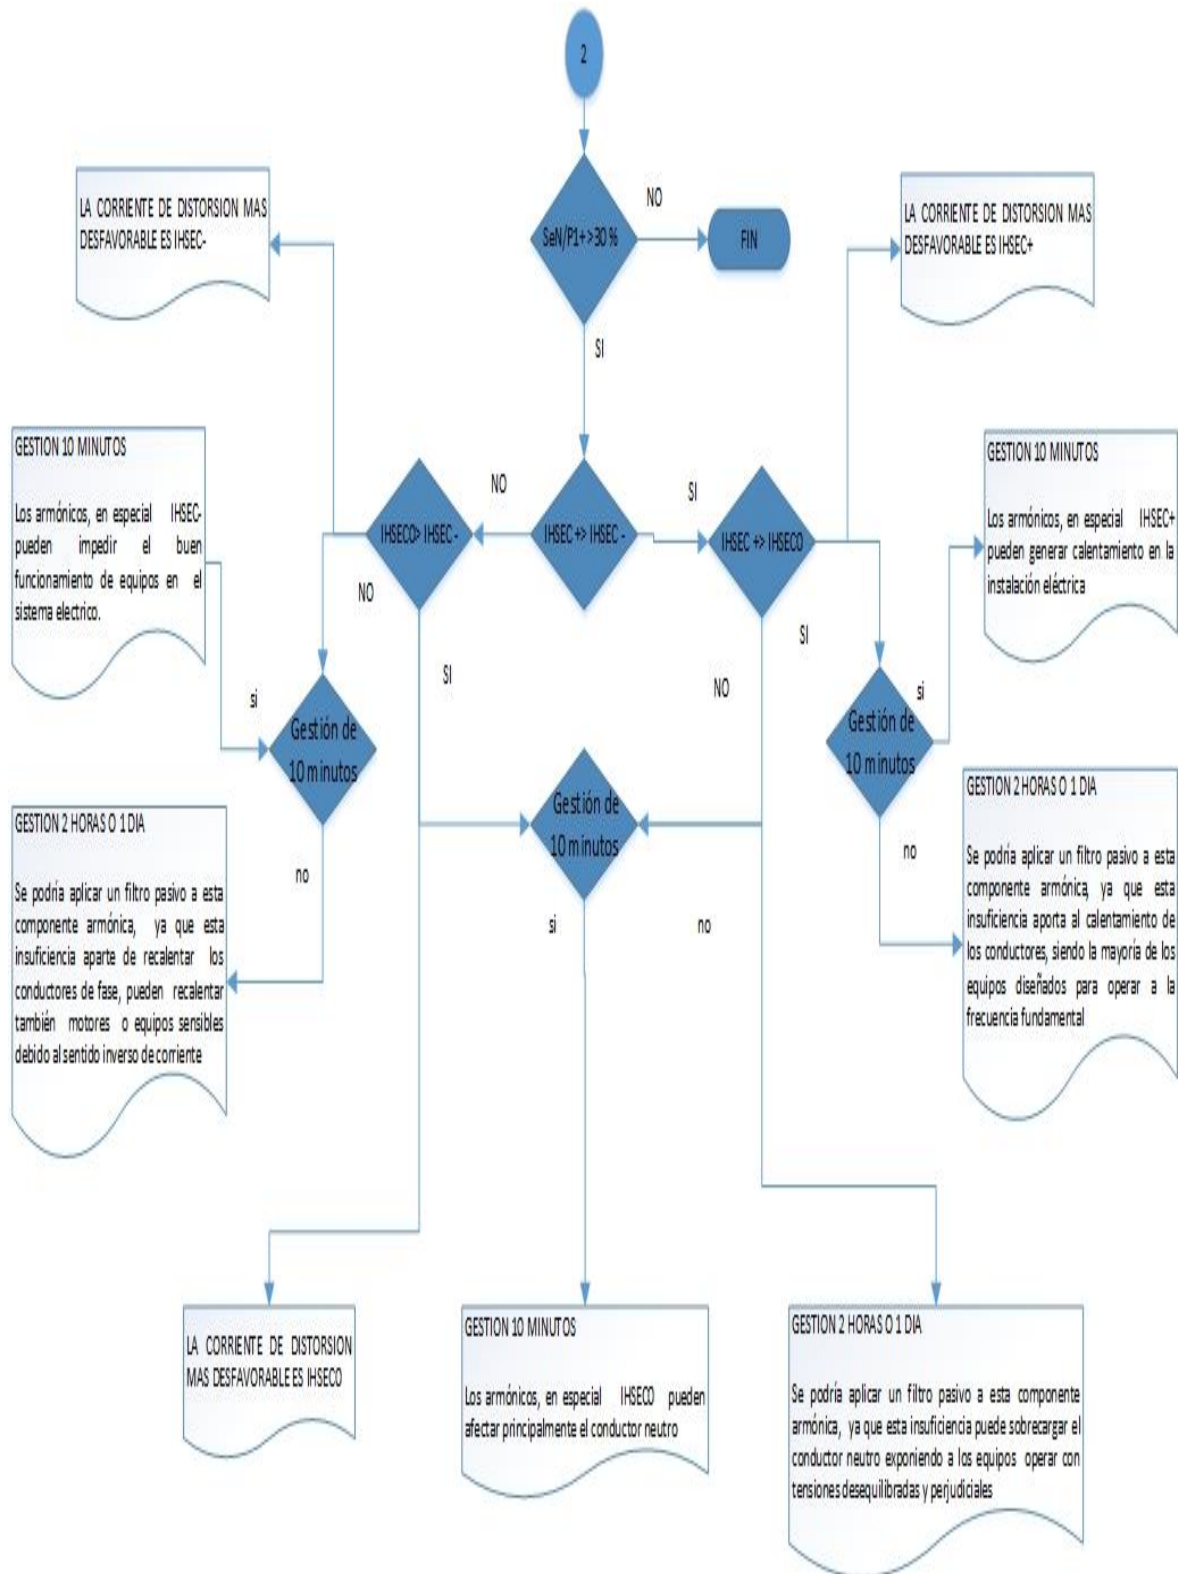 2
SeN/P1+ >30 %
NO
FIN
SI
LA CORRIENTE DE DISTORSION MAS
DESFAVORABLE ES IHSEC-
LA CORRIENTE DE DISTORSION MAS
DESFAVORABLE ES IHSEC+
GESTION 10 MINUTOS
Los armónicos, en especial IHSEC-
pueden impedir el buen
funcionamiento de equipos en el
sistema electrico.
IHSECO> IHSEC -
NO
IHSEC +> IHSEC -
SI
IHSEC +> IHSECO
GESTION 10 MINUTOS
Los armónicos, en especial IHSEC+
pueden generar calentamiento en la
instalación eléctrica
NO
SI
SI
NO
si
Gestión de
10 minutos
no
Gestión de
10 minutos
si
no
Gestión de
10 minutos
si
no
GESTION 2 HORAS O 1 DIA
Se podría aplicar un filtro pasivo a esta
componente armónica, ya que esta
insuficiencia aparte de recalentar los
conductores de fase, pueden recalentar
también motores o equipos sensibles
debido al sentido inverso de corriente
GESTION 2 HORAS O 1 DIA
Se podría aplicar un filtro pasivo a esta
componente armónica, ya que esta
insuficiencia aporta al calentamiento de
los conductores, siendo la mayoría de los
equipos diseñados para operar a la
frecuencia fundamental
LA CORRIENTE DE DISTORSION
MAS DESFAVORABLE ES IHSECO
GESTION 10 MINUTOS
Los armónicos, en especial IHSECO pueden
afectar principalmente el conductor neutro
GESTION 2 HORAS O 1 DIA
Se podría aplicar un filtro pasivo a esta componente
armónica, ya que esta insuficiencia puede sobrecargar el
conductor neutro exponiendo a los equipos operar con
tensiones desequilibradas y perjudiciales